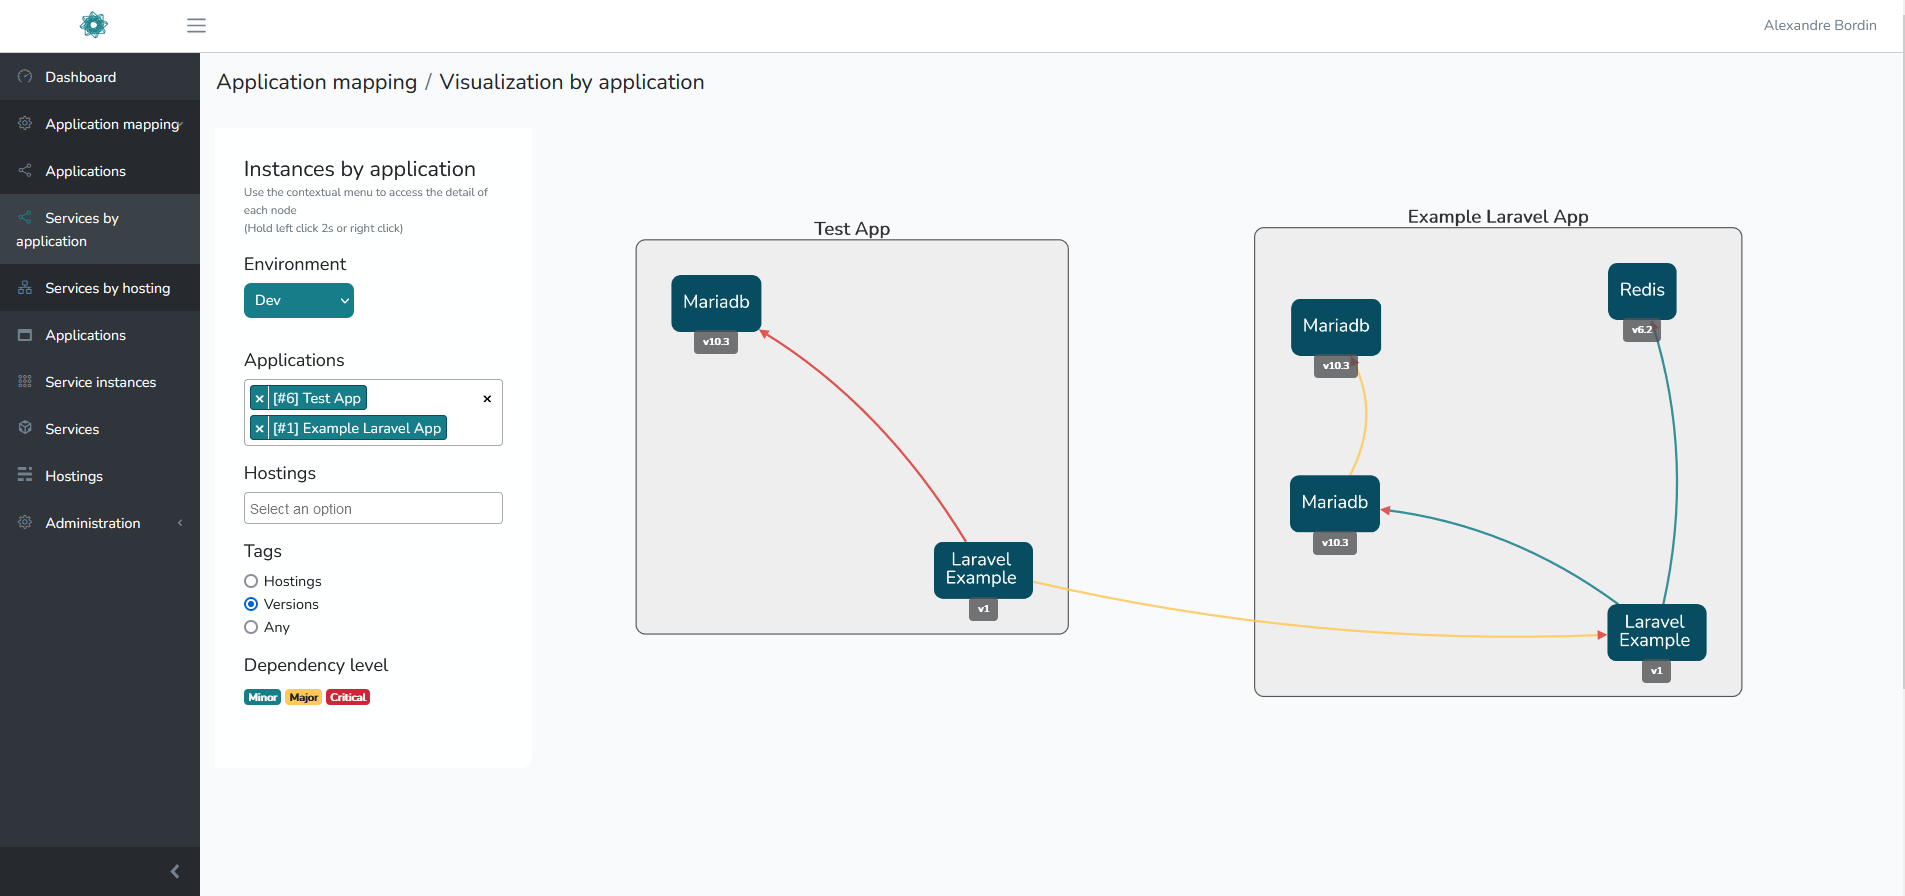 Alexandre Bordin
Dashboard
Application mapping
Applications
Services by
application
Services by hosting
Applications
Service instances
Services
Hostings
Administration
Application mapping / Visualization by application
Instances by application
Use the contextual menu to access the detail of
each node
(Hold left click 2s or right click)
Environment
Dev
Applications
× [#6] Test App ×
× [#1] Example Laravel App
Hostings
Select an option
Tags
Hostings
Versions
Any
Dependency level
Minor Major Critical
Test App
Mariadb
v10.3
Laravel
Example
v1
Example Laravel App
Redis
v6.2
Mariadb
v10.3
Mariadb
v10.3
Laravel
Example
v1